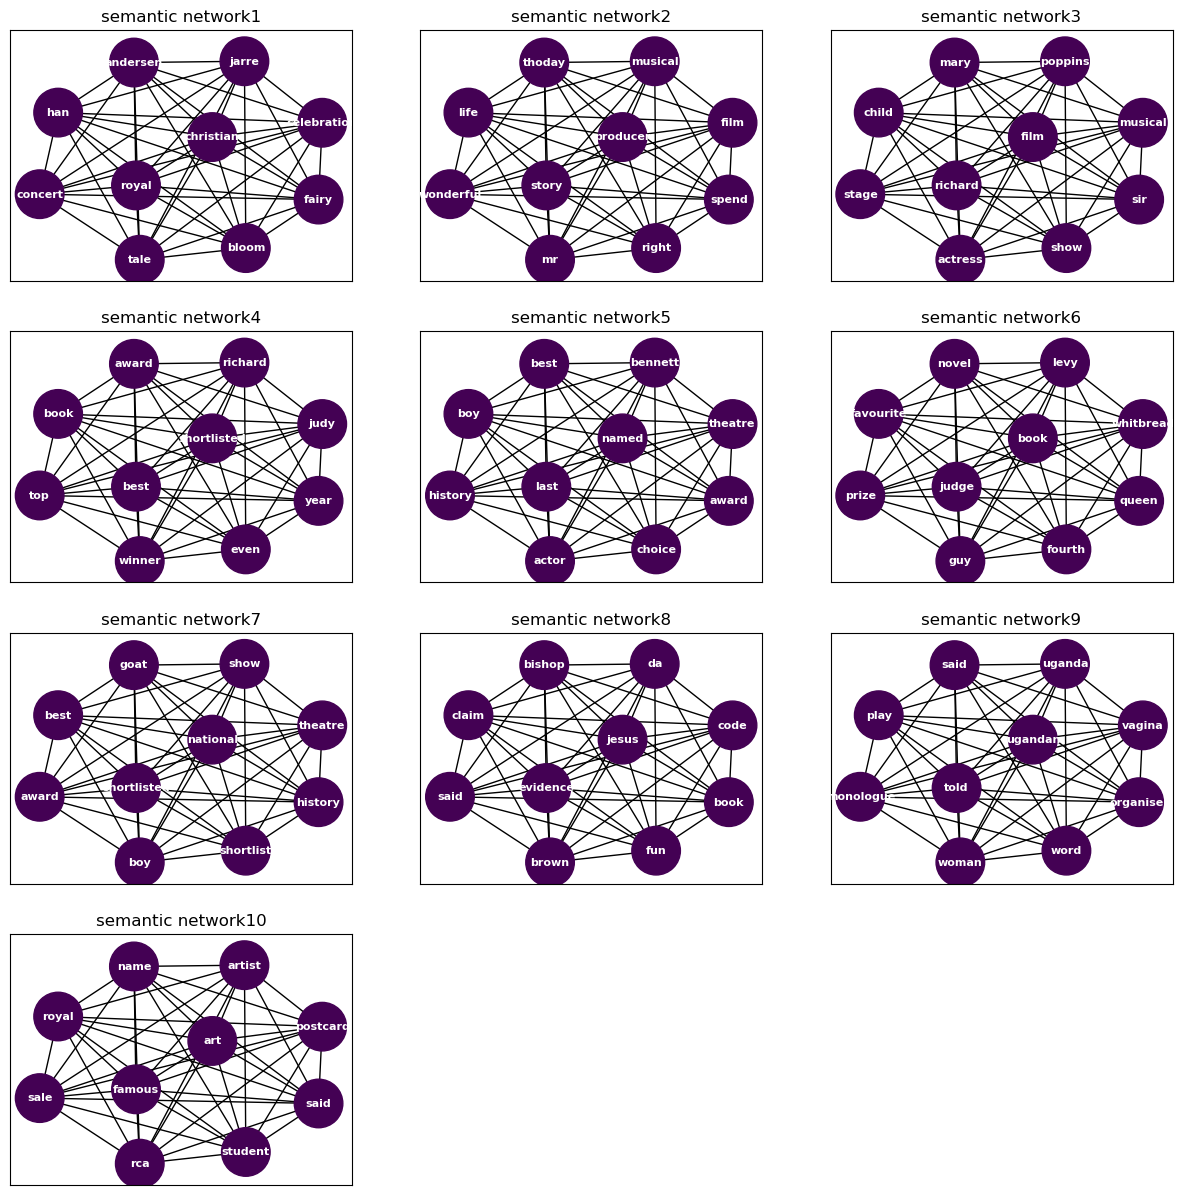 semantic network1
andersen
jarre
han
celebration
christian
royal
concert
fairy
bloom
tale
semantic network2
thoday
musical
life
film
producer
story
wonderful
spend
right
mr
semantic network3
mary
poppins
child
musical
film
richard
stage
sir
show
actress
semantic network4
award
richard
book
judy
shortlisted
best
top
year
even
winner
semantic network5
best
bennett
boy
theatre
named
last
history
award
choice
actor
semantic network6
novel
levy
favourite
whitbread
book
judge
prize
queen
fourth
guy
semantic network7
goat
show
best
theatre
national
shortlisted
award
history
shortlist
boy
semantic network8
bishop
da
claim
code
jesus
evidence
said
book
fun
brown
semantic network9
said
uganda
play
vagina
ugandan
told
monologue
woman
word
semantic network10
name
artist
royal
postcard
art
famous
sale
said
student
rca